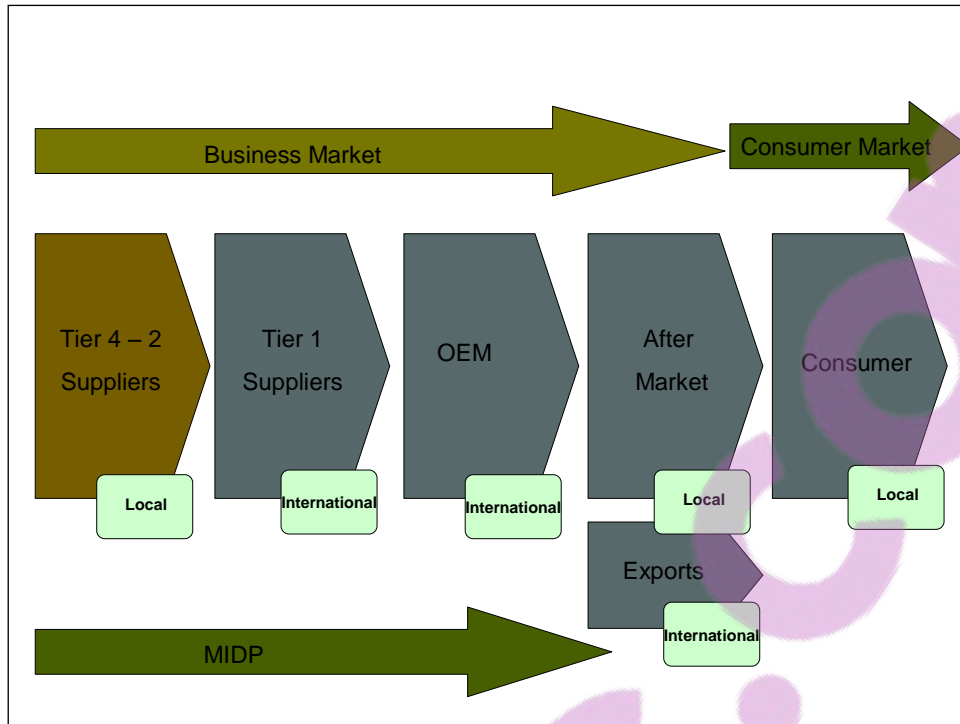 Business Market
Consumer Market
Tier 4 – 2
Suppliers
Tier 1
Suppliers
OEM
After
Market
Consumer
Local
International
International
Local
Local
Exports
International
MIDP